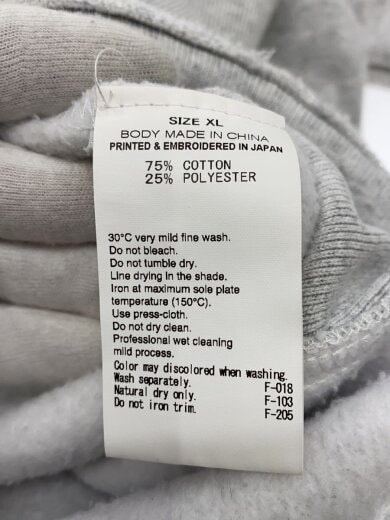 SIZE XL
BODY MADE IN CHINA
PRINTED & EMBROIDERED IN JAPAN
75% COTTON
25% POLYESTER
30°C very mild fine wash.
Do not bleach.
Do not tumble dry.
Line drying in the shade.
Iron at maximum sole plate
temperature (150°C).
Use press-cloth.
Do not dry clean.
Professional wet cleaning
mild process.
Color may discolored when washing.
Wash separately. F-018
Natural dry only. F-103
Do not iron trim. F-205